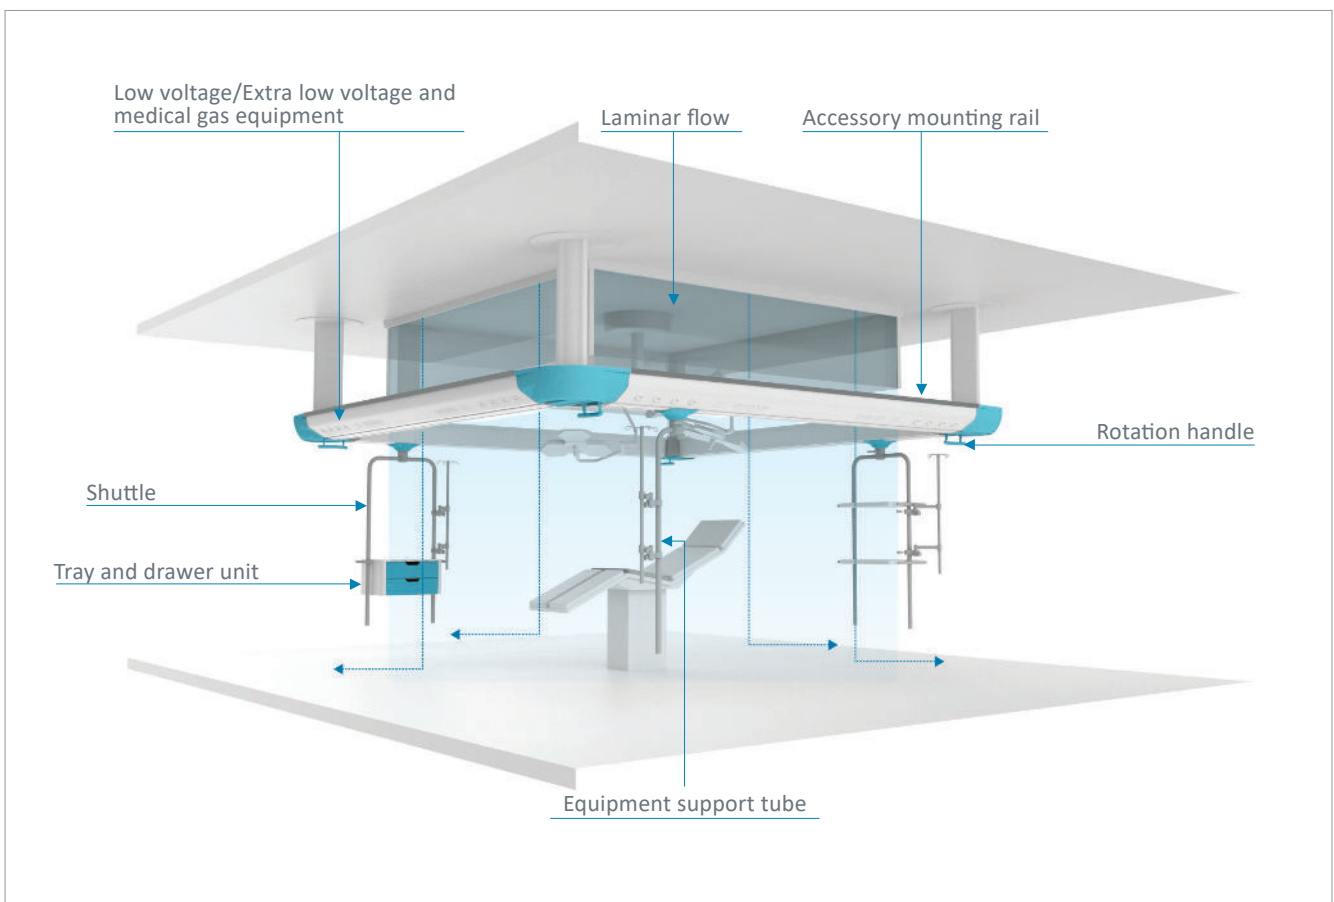 Low voltage/Extra low voltage and
medical gas equipment
Laminar flow
Accessory mounting rail
Rotation handle
Shuttle
Tray and drawer unit
Equipment support tube